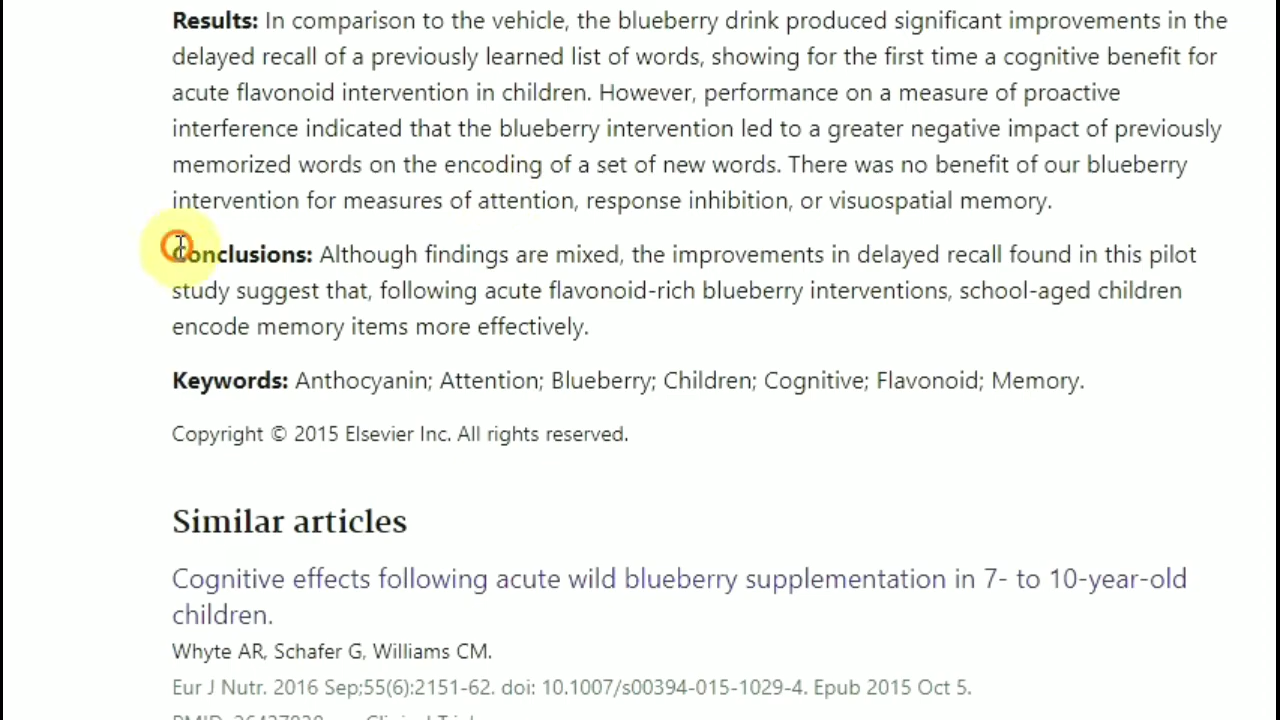 Results: In comparison to the vehicle, the blueberry drink produced significant improvements in the
delayed recall of a previously learned list of words, showing for the first time a cognitive benefit for
acute flavonoid intervention in children. However, performance on a measure of proactive
interference indicated that the blueberry intervention led to a greater negative impact of previously
memorized words on the encoding of a set of new words. There was no benefit of our blueberry
intervention for measures of attention, response inhibition, or visuospatial memory.
Conclusions: Although findings are mixed, the improvements in delayed recall found in this pilot
study suggest that, following acute flavonoid-rich blueberry interventions, school-aged children
encode memory items more effectively.
Keywords: Anthocyanin; Attention; Blueberry; Children; Cognitive; Flavonoid; Memory.
Copyright © 2015 Elsevier Inc. All rights reserved.
Similar articles
Cognitive effects following acute wild blueberry supplementation in 7- to 10-year-old
children.
Whyte AR, Schafer G, Williams CM.
Eur J Nutr. 2016 Sep;55(6):2151-62. doi: 10.1007/s00394-015-1029-4. Epub 2015 Oct 5.